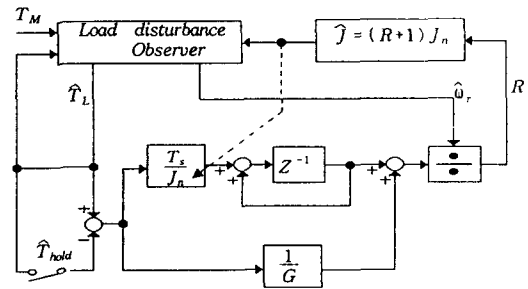 T_M
Load disturbance
Observer
Ĵ = (R+1) J_n
T̂_L
ω̂_r
R
T_s
J_n
Z⁻¹
+
+
+
+
÷
+
−
T̂_hold
1
G